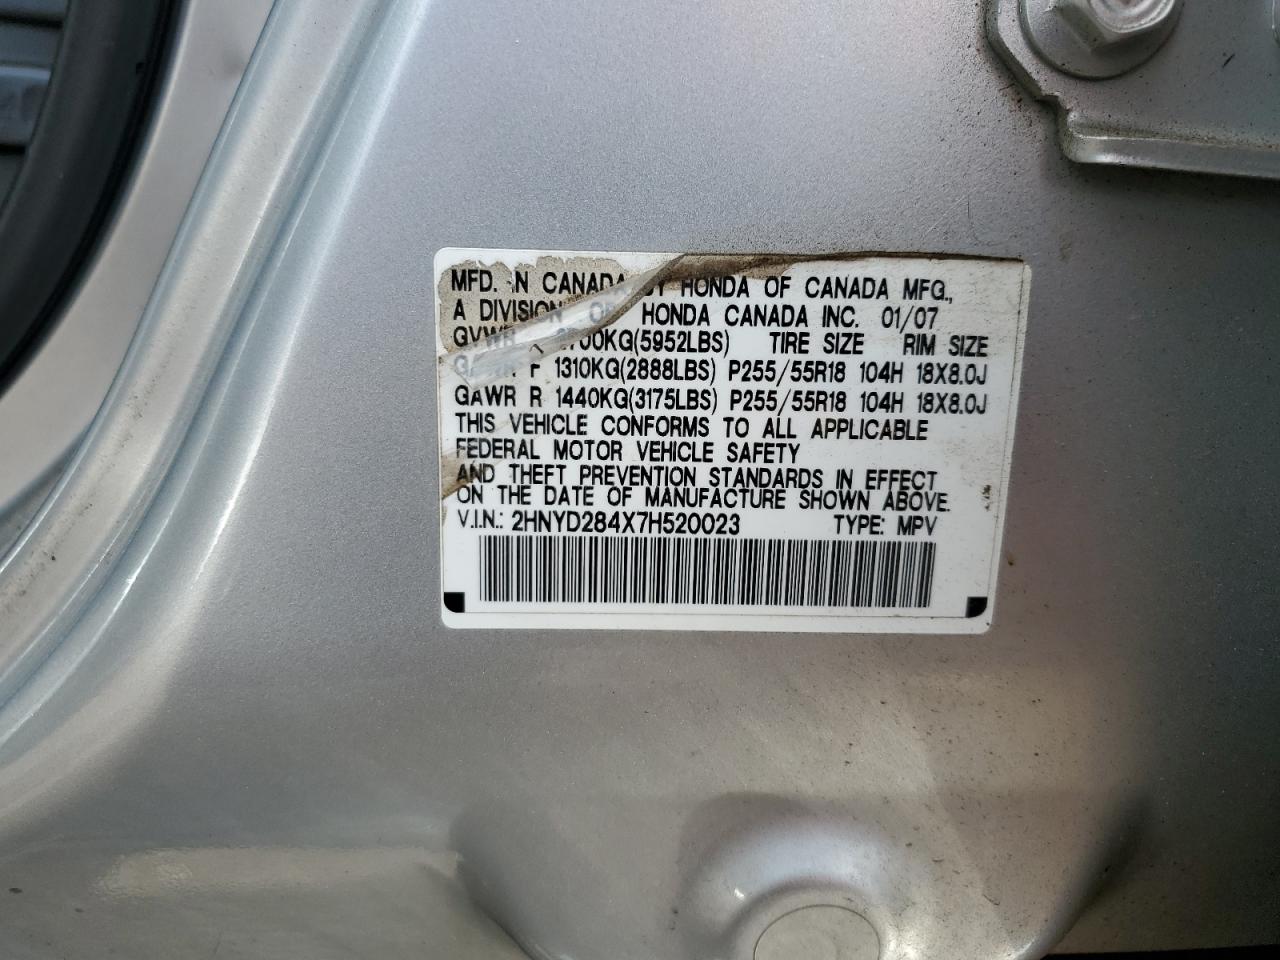 MFD. IN CANADA BY HONDA OF CANADA MFG.,
A DIVISION OF HONDA CANADA INC. 01/07
GVWR 2700KG(5952LBS) TIRE SIZE RIM SIZE
GAWR F 1310KG(2888LBS) P255/55R18 104H 18X8.0J
GAWR R 1440KG(3175LBS) P255/55R18 104H 18X8.0J
THIS VEHICLE CONFORMS TO ALL APPLICABLE
FEDERAL MOTOR VEHICLE SAFETY
AND THEFT PREVENTION STANDARDS IN EFFECT
ON THE DATE OF MANUFACTURE SHOWN ABOVE.
V.I.N.: 2HNYD284X7H520023 TYPE: MPV